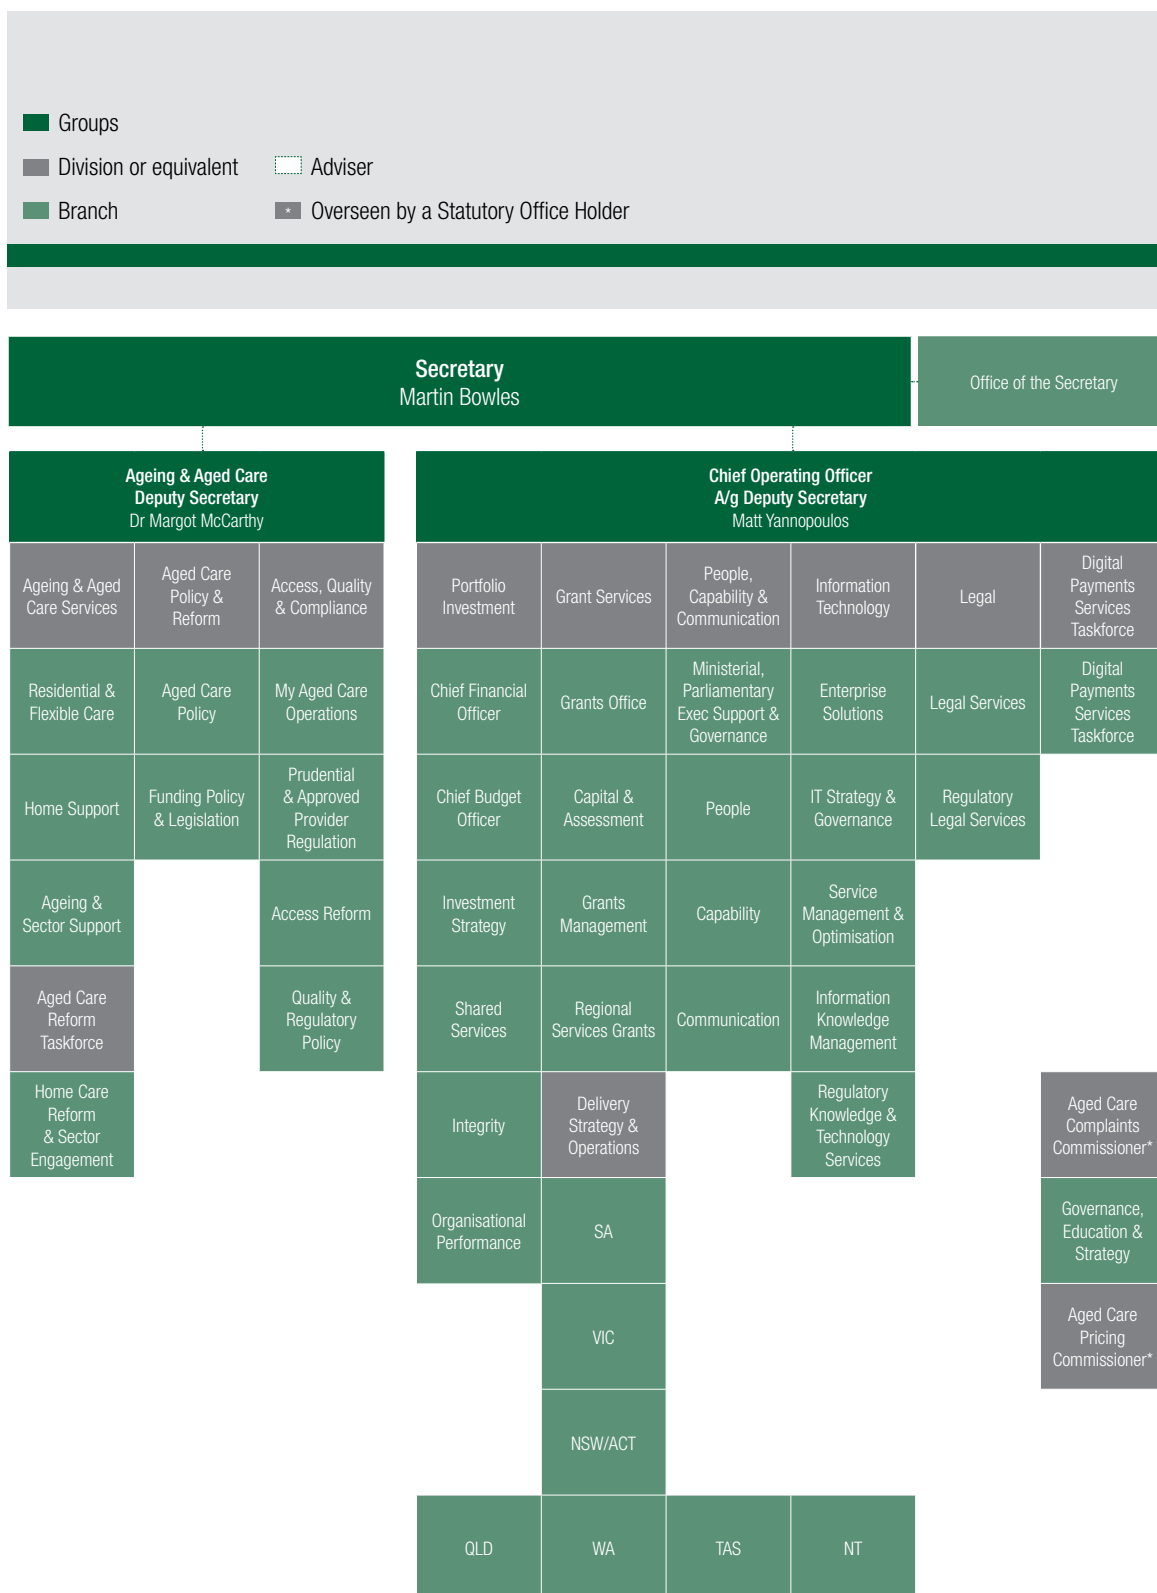 Groups
Division or equivalent
Adviser
Branch
* Overseen by a Statutory Office Holder
Secretary
Martin Bowles
Office of the Secretary
Ageing & Aged Care
Deputy Secretary
Dr Margot McCarthy
Chief Operating Officer
A/g Deputy Secretary
Matt Yannopoulos
Ageing & Aged
Care Services
Aged Care
Policy &
Reform
Access, Quality
& Compliance
Portfolio
Investment
Grant Services
People,
Capability &
Communication
Information
Technology
Legal
Digital
Payments
Services
Taskforce
Residential &
Flexible Care
Aged Care
Policy
My Aged Care
Operations
Chief Financial
Officer
Grants Office
Ministerial,
Parliamentary
Exec Support &
Governance
Enterprise
Solutions
Legal Services
Digital
Payments
Services
Taskforce
Home Support
Funding Policy
& Legislation
Prudential
& Approved
Provider
Regulation
Chief Budget
Officer
Capital &
Assessment
People
IT Strategy &
Governance
Regulatory
Legal Services
Ageing &
Sector Support
Access Reform
Investment
Strategy
Grants
Management
Capability
Service
Management &
Optimisation
Aged Care
Reform
Taskforce
Quality &
Regulatory
Policy
Shared
Services
Regional
Services Grants
Communication
Information
Knowledge
Management
Home Care
Reform
& Sector
Engagement
Integrity
Delivery
Strategy &
Operations
Regulatory
Knowledge &
Technology
Services
Aged Care
Complaints
Commissioner*
Organisational
Performance
SA
Governance,
Education &
Strategy
VIC
Aged Care
Pricing
Commissioner*
NSW/ACT
QLD
WA
TAS
NT